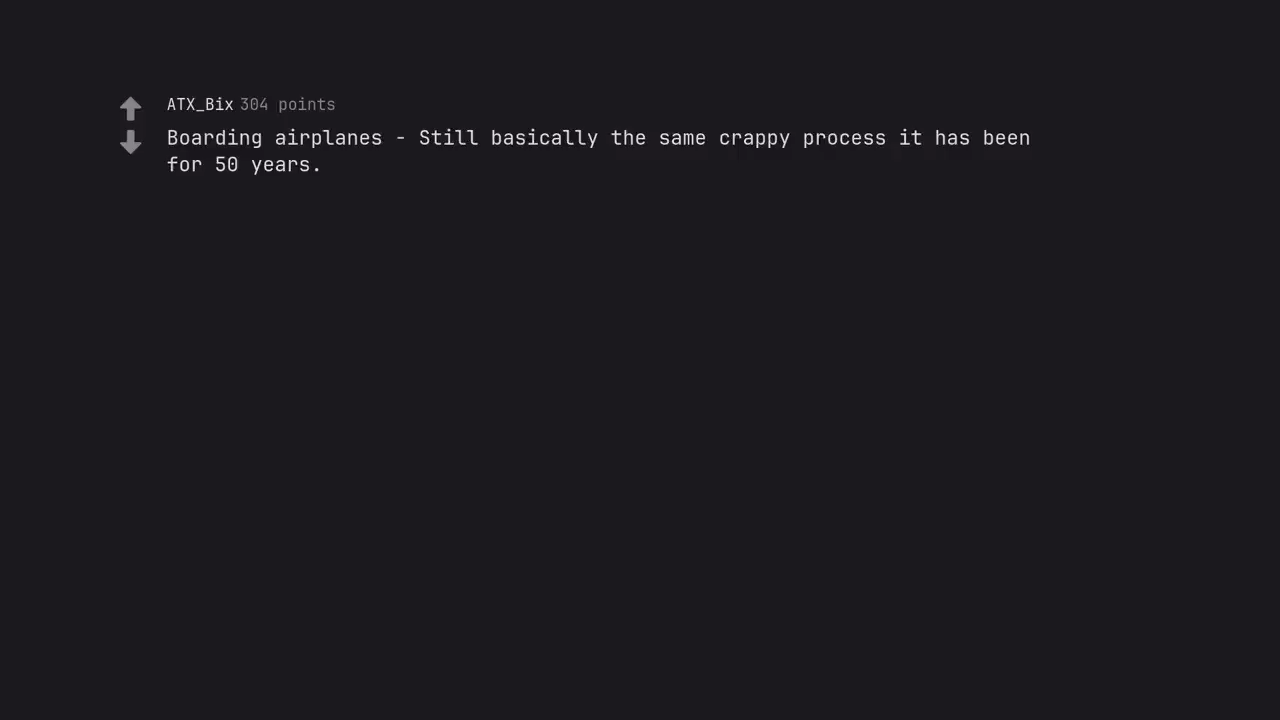 ATX_Bix 304 points
Boarding airplanes - Still basically the same crappy process it has been
for 50 years.